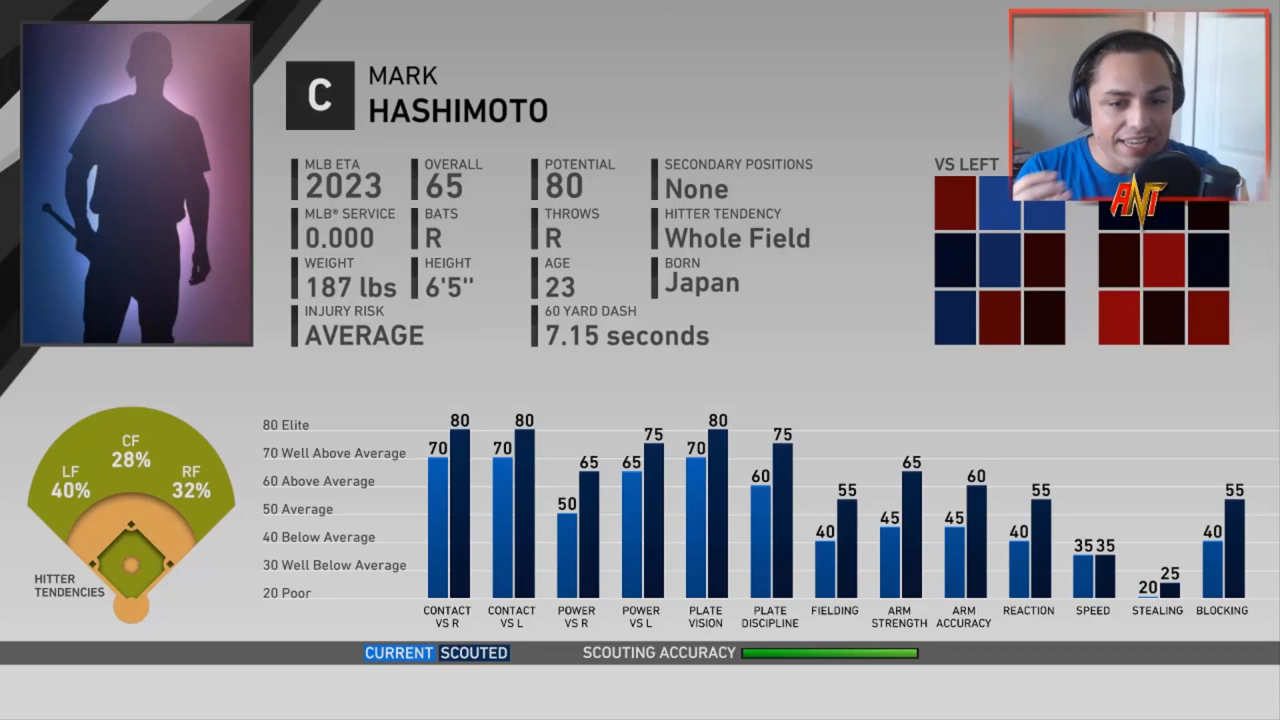 C
MARK
HASHIMOTO
MLB ETA
2023
OVERALL
65
POTENTIAL
80
SECONDARY POSITIONS
None
MLB® SERVICE
0.000
BATS
R
THROWS
R
HITTER TENDENCY
Whole Field
WEIGHT
187 lbs
HEIGHT
6'5"
AGE
23
BORN
Japan
INJURY RISK
AVERAGE
60 YARD DASH
7.15 seconds
VS LEFT
ANT
CF
28%
LF
40%
RF
32%
HITTER
TENDENCIES
80 Elite
70 Well Above Average
60 Above Average
50 Average
40 Below Average
30 Well Below Average
20 Poor
70 80
70 80
50 65
65 75
70 80
60 75
40 55
45 65
45 60
40 55
35 35
20 25
40 55
CONTACT
VS R
CONTACT
VS L
POWER
VS R
POWER
VS L
PLATE
VISION
PLATE
DISCIPLINE
FIELDING
ARM
STRENGTH
ARM
ACCURACY
REACTION
SPEED
STEALING
BLOCKING
CURRENT SCOUTED
SCOUTING ACCURACY